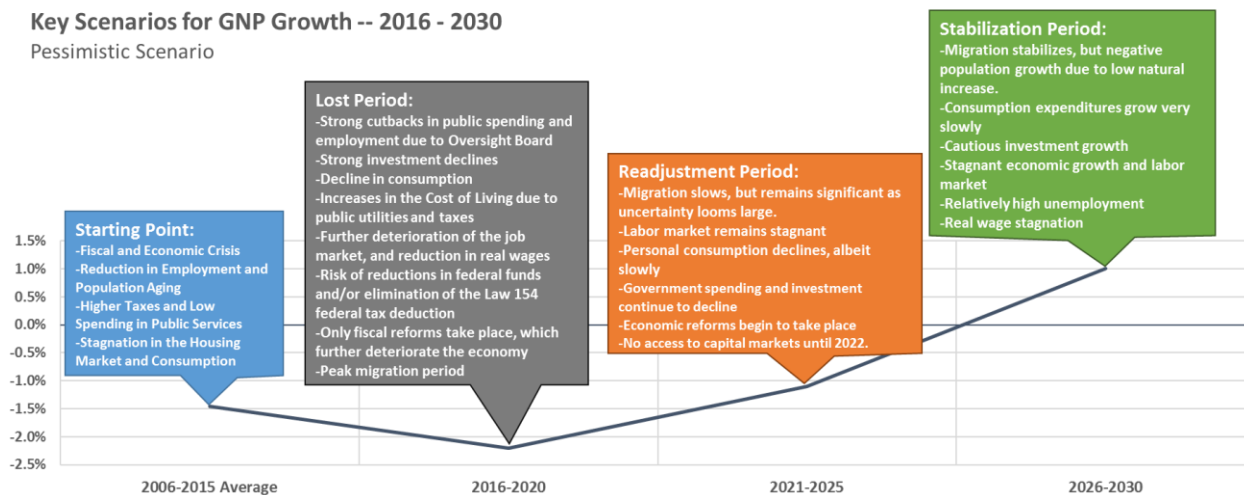 Key Scenarios for GNP Growth -- 2016 - 2030
Pessimistic Scenario
Stabilization Period:
-Migration stabilizes, but negative
population growth due to low natural
increase.
-Consumption expenditures grow very
slowly
-Cautious investment growth
-Stagnant economic growth and labor
market
-Relatively high unemployment
-Real wage stagnation
Lost Period:
-Strong cutbacks in public spending and
employment due to Oversight Board
-Strong investment declines
-Decline in consumption
-Increases in the Cost of Living due to
public utilities and taxes
-Further deterioration of the job
market, and reduction in real wages
-Risk of reductions in federal funds
and/or elimination of the Law 154
federal tax deduction
-Only fiscal reforms take place, which
further deteriorate the economy
-Peak migration period
Readjustment Period:
-Migration slows, but remains significant as
uncertainty looms large.
-Labor market remains stagnant
-Personal consumption declines, albeit
slowly
-Government spending and investment
continue to decline
-Economic reforms begin to take place
-No access to capital markets until 2022.
Starting Point:
-Fiscal and Economic Crisis
-Reduction in Employment and
Population Aging
-Higher Taxes and Low
Spending in Public Services
-Stagnation in the Housing
Market and Consumption
1.5%
1.0%
0.5%
0.0%
-0.5%
-1.0%
-1.5%
-2.0%
-2.5%
2006-2015 Average
2016-2020
2021-2025
2026-2030